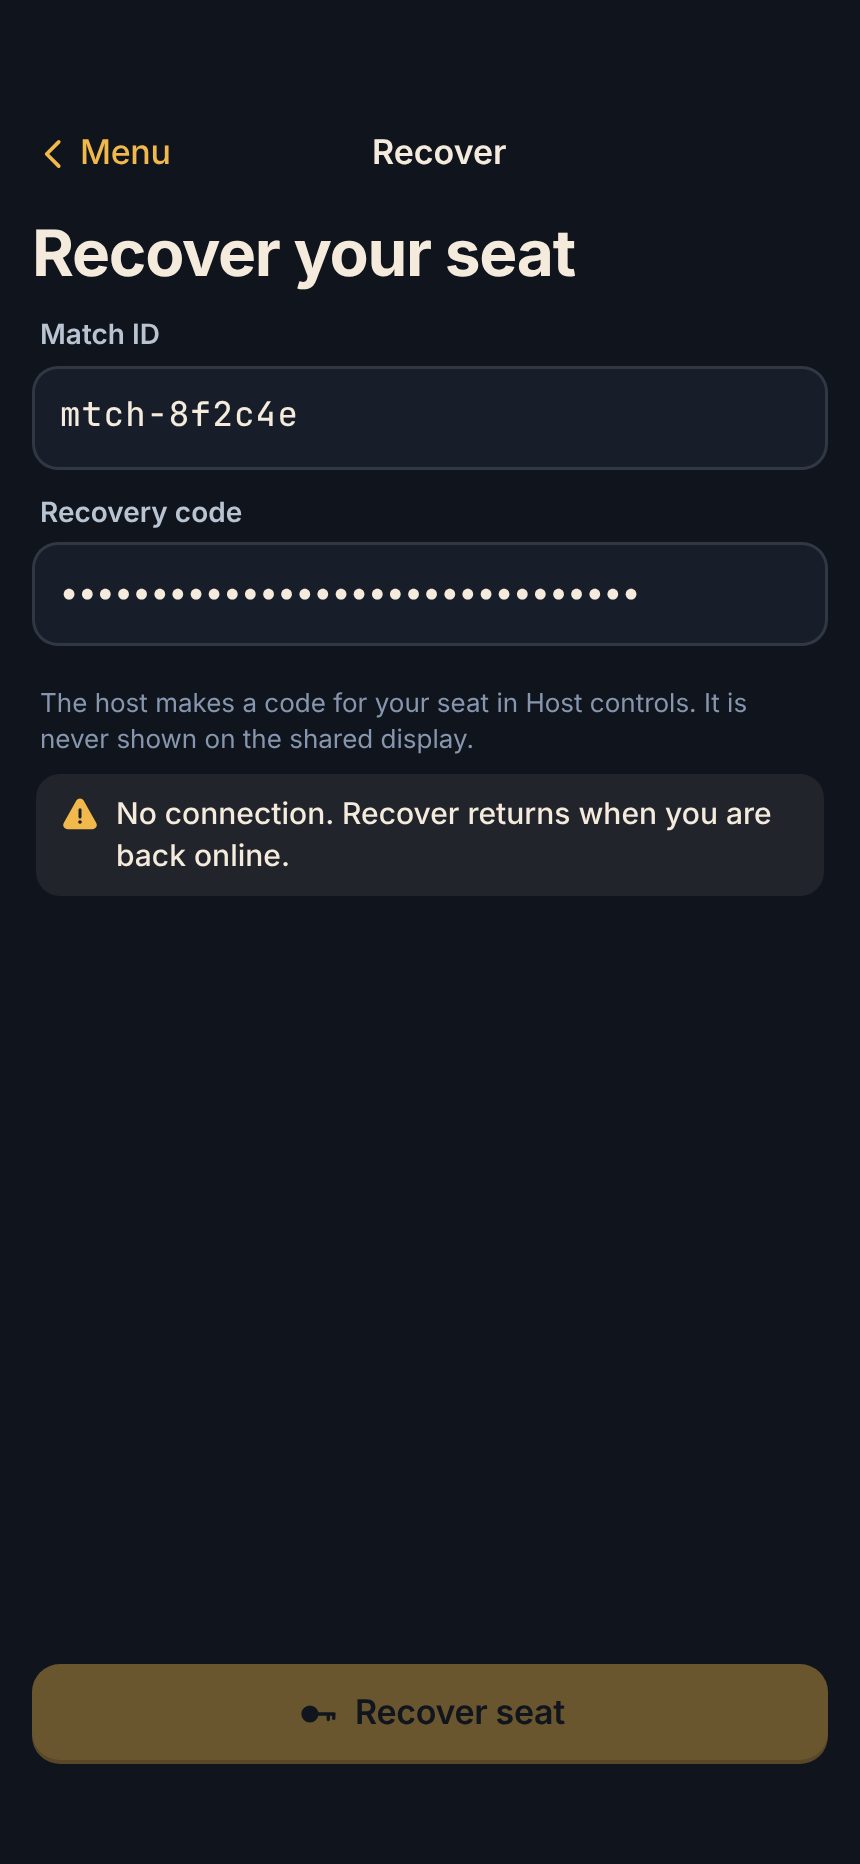 Menu
Recover
Recover your seat
Match ID
mtch-8f2c4e
Recovery code
••••••••••••••••••••••••••••••••
The host makes a code for your seat in Host controls. It is
never shown on the shared display.
No connection. Recover returns when you are
back online.
Recover seat